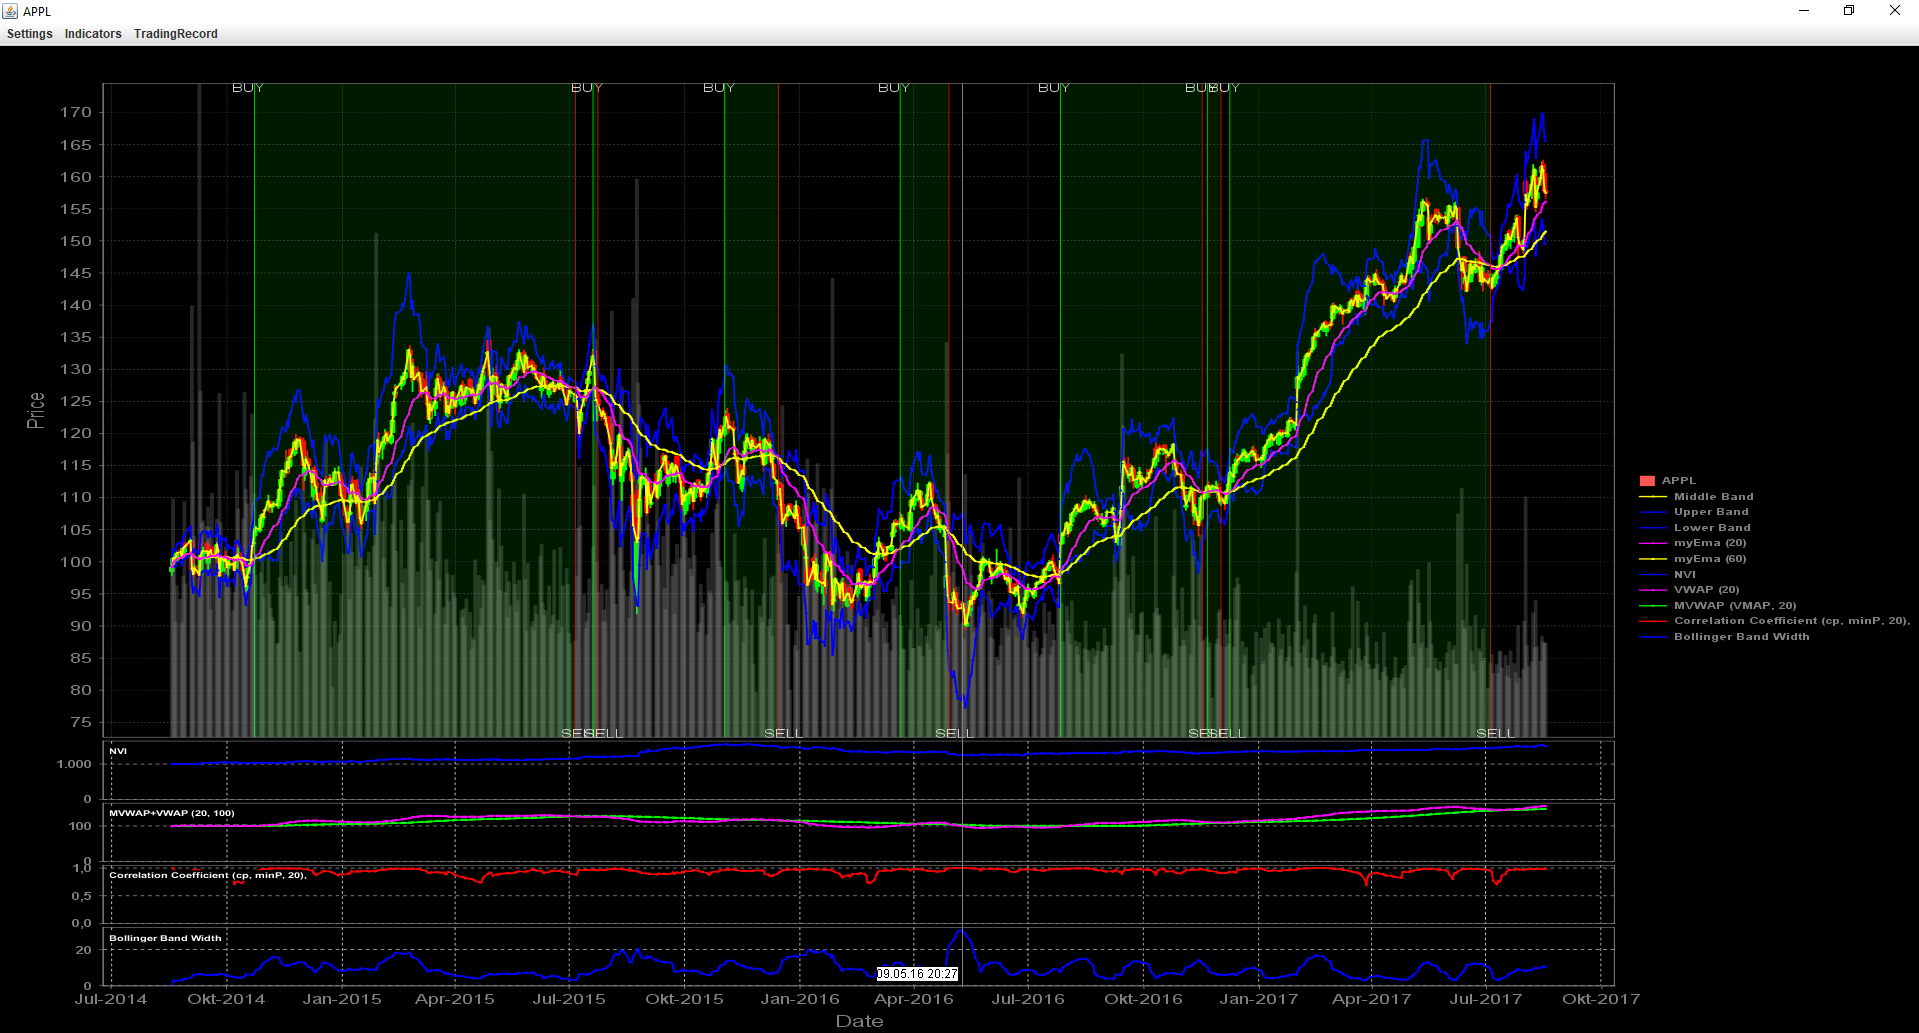 APPL
Settings Indicators TradingRecord
BUY BUY BUY BUY BUY BUY BUY
170
165
160
155
150
145
140
135
130
125
120
115
110
105
100
95
90
85
80
75
Price
SELL SELL SELL SELL SELL SELL
APPL
Middle Band
Upper Band
Lower Band
myEma (20)
myEma (60)
NVI
VWAP (20)
MVWAP (VMAP, 20)
Correlation Coefficient (cp, minP, 20),
Bollinger Band Width
NVI
1.000
0
MVWAP+VWAP (20, 100)
100
0
1,0
Correlation Coefficient (cp, minP, 20),
0,5
0,0
Bollinger Band Width
20
0
09.05.16 20:27
Jul-2014 Okt-2014 Jan-2015 Apr-2015 Jul-2015 Okt-2015 Jan-2016 Apr-2016 Jul-2016 Okt-2016 Jan-2017 Apr-2017 Jul-2017 Okt-2017
Date